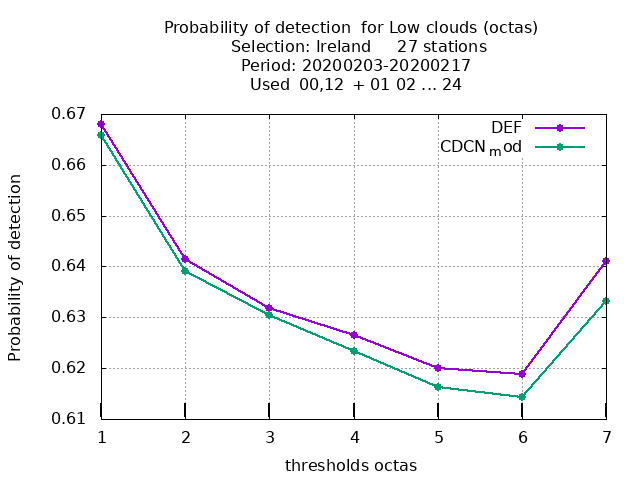 Probability of detection for Low clouds (octas)
Selection: Ireland 27 stations
Period: 20200203-20200217
Used 00,12 + 01 02 ... 24
DEF
CDCNmod
0.67
0.66
0.65
0.64
0.63
0.62
0.61
Probability of detection
1 2 3 4 5 6 7
thresholds octas